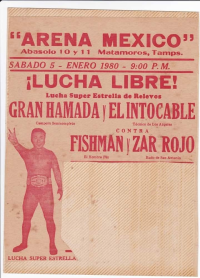 "ARENA MEXICO"
Abasolo 10 y 11 Matamoros, Tamps.
SABADO 5 - ENERO 1980 - 9:00 P.M.
¡LUCHA LIBRE!
Lucha Super Estrella de Relevos
GRAN HAMADA y EL INTOCABLE
CONTRA
FISHMAN y ZAR ROJO
LUCHA SUPER ESTRELLA